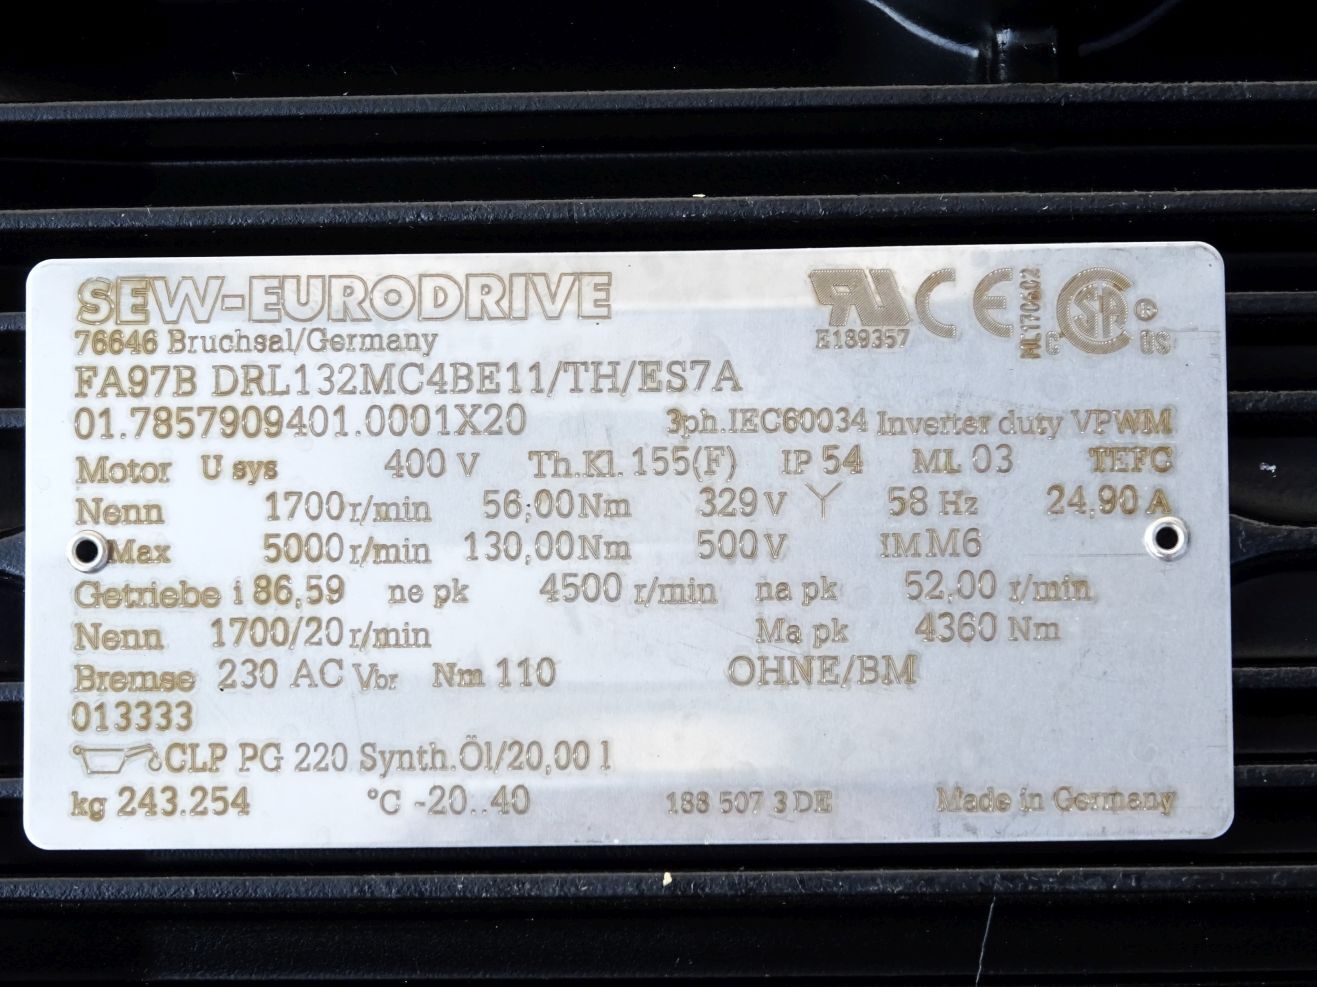 SEW-EURODRIVE
76646 Bruchsal/Germany
E189357
CE
ML170602
CSA ® C US
FA97B DRL132MC4BE11/TH/ES7A
01.7857909401.0001X20 3ph.IEC60034 Inverter duty VPWM
Motor U sys 400 V Th.Kl. 155(F) IP 54 ML 03 TEFC
Nenn 1700 r/min 56,00 Nm 329 V Y 58 Hz 24,90 A
Max 5000 r/min 130,00 Nm 500 V IM M6
Getriebe i 86,59 ne pk 4500 r/min na pk 52,00 r/min
Nenn 1700/20 r/min Ma pk 4360 Nm
Bremse 230 AC Vbr Nm 110 OHNE/BM
013333
CLP PG 220 Synth.Öl/20,00 l
kg 243.254 °C -20..40 188 507 3 DE Made in Germany